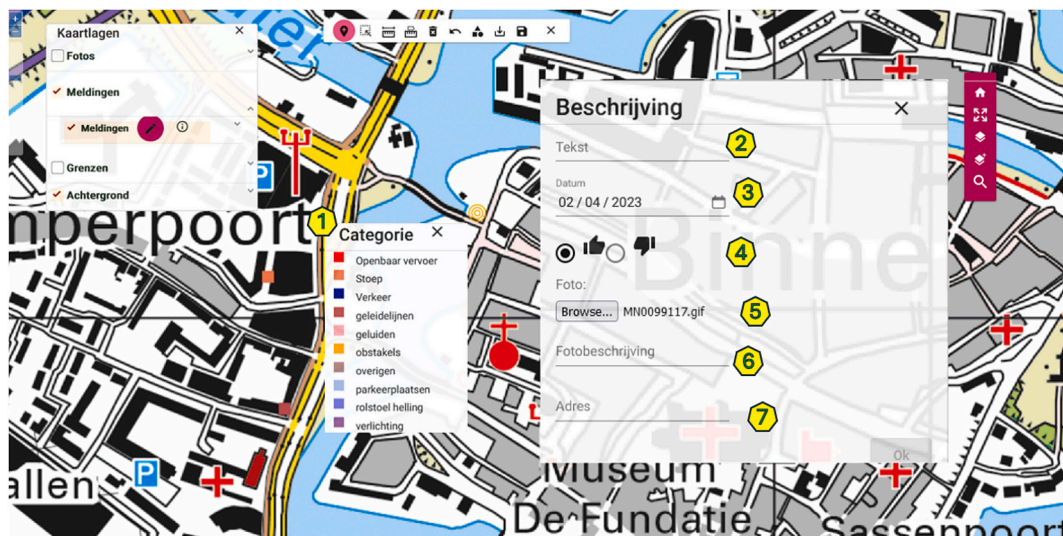 Kaartlagen
Fotos
Meldingen
Meldingen
Grenzen
Achtergrond
P
mperpoort
1
Categorie
Openbaar vervoer
Stoep
Verkeer
geleidelijnen
geluiden
obstakels
overigen
parkeerplaatsen
rolstoel helling
verlichting
Beschrijving
Tekst
2
Datum
02 / 04 / 2023
3
4
Foto:
Browse... MN0099117.gif
5
Fotobeschrijving
6
Adres
7
Ok
Binne
P
allen
Museum
De Fundatie
Sassenpoort